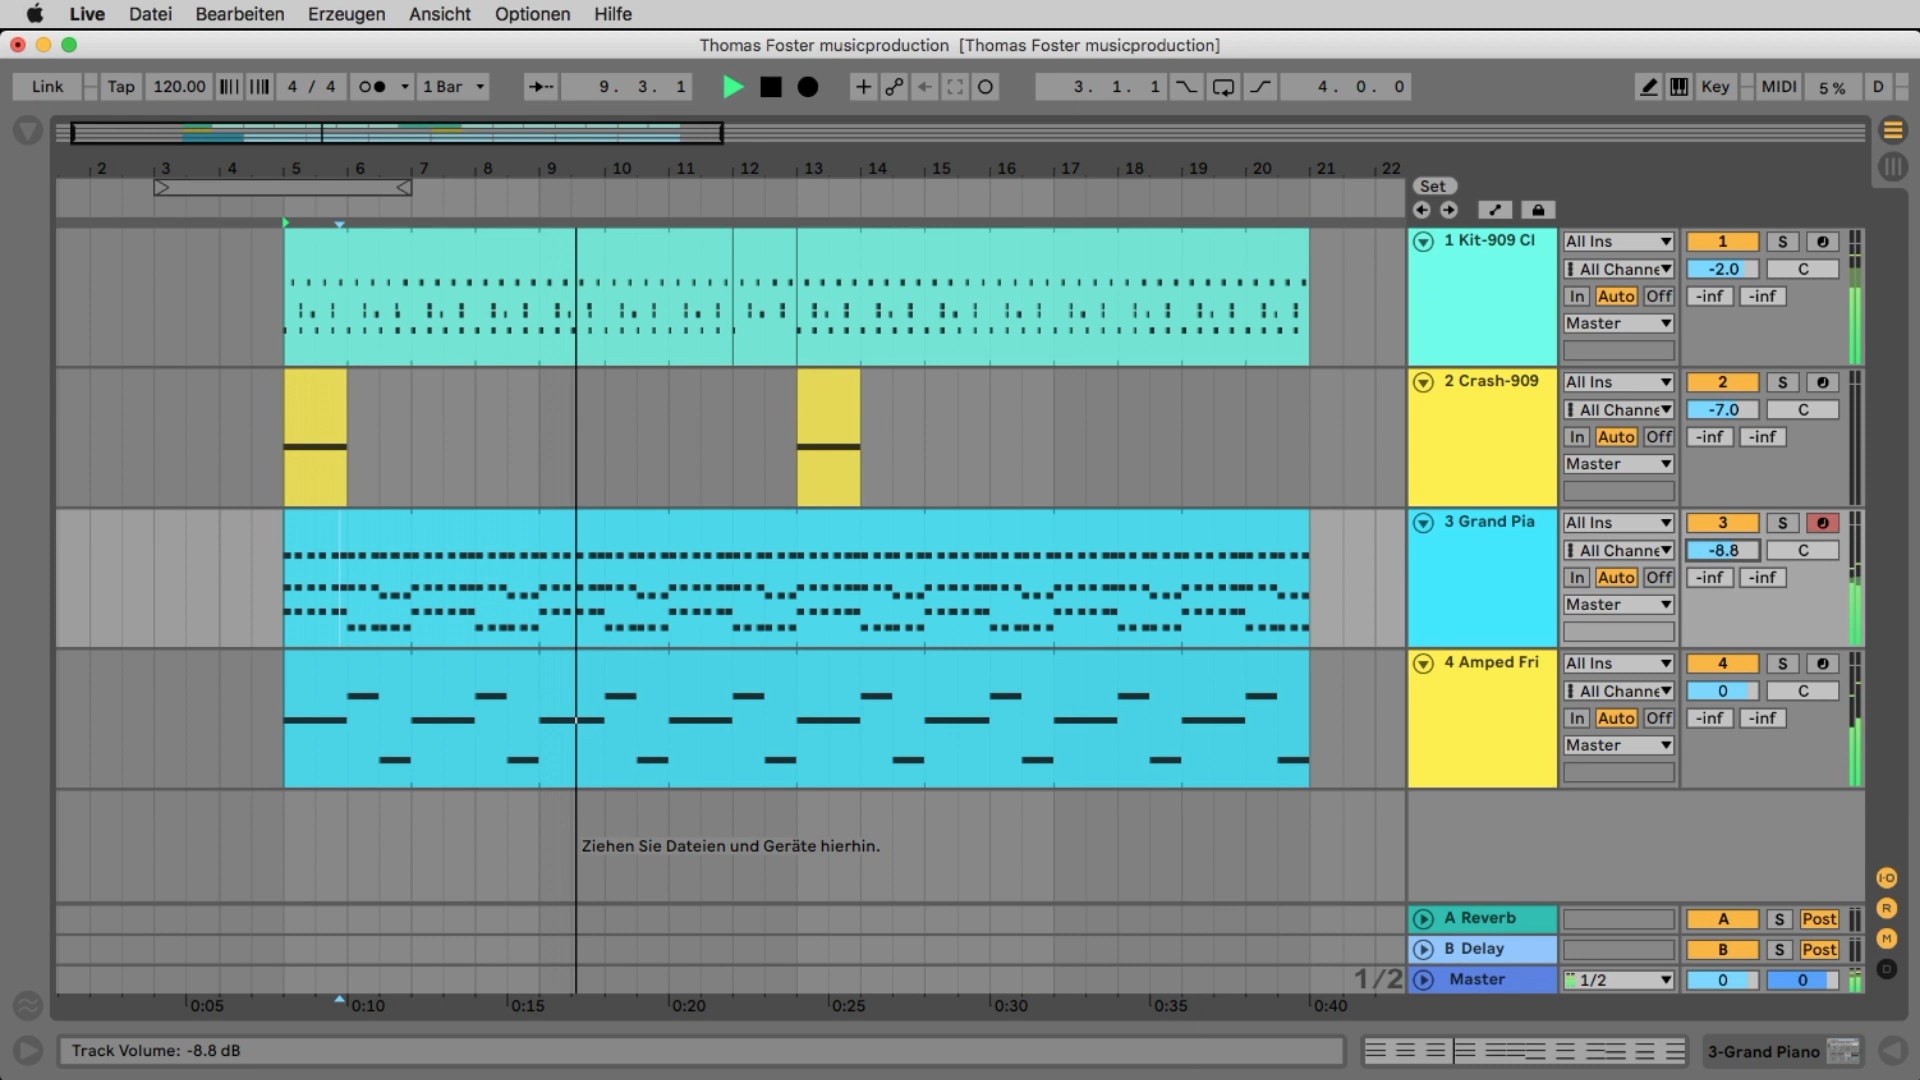 Live Datei Bearbeiten Erzeugen Ansicht Optionen Hilfe
Thomas Foster musicproduction [Thomas Foster musicproduction]
Link Tap 120.00 4 / 4 1 Bar 9. 3. 1 3. 1. 1 4. 0. 0 Key MIDI 5 % D
2 3 4 5 6 7 8 9 10 11 12 13 14 15 16 17 18 19 20 21 22
Set
1 Kit-909 Cl All Ins 1 S
All Channe -2.0 C
In Auto Off -inf -inf
Master
2 Crash-909 All Ins 2 S
All Channe -7.0 C
In Auto Off -inf -inf
Master
3 Grand Pia All Ins 3 S
All Channe -8.8 C
In Auto Off -inf -inf
Master
4 Amped Fri All Ins 4 S
All Channe 0 C
In Auto Off -inf -inf
Master
Ziehen Sie Dateien und Geräte hierhin.
I·O
R
A Reverb A S Post
M
B Delay B S Post
D
1/2 Master 1/2 0 0
0:05 0:10 0:15 0:20 0:25 0:30 0:35 0:40
Track Volume: -8.8 dB 3-Grand Piano